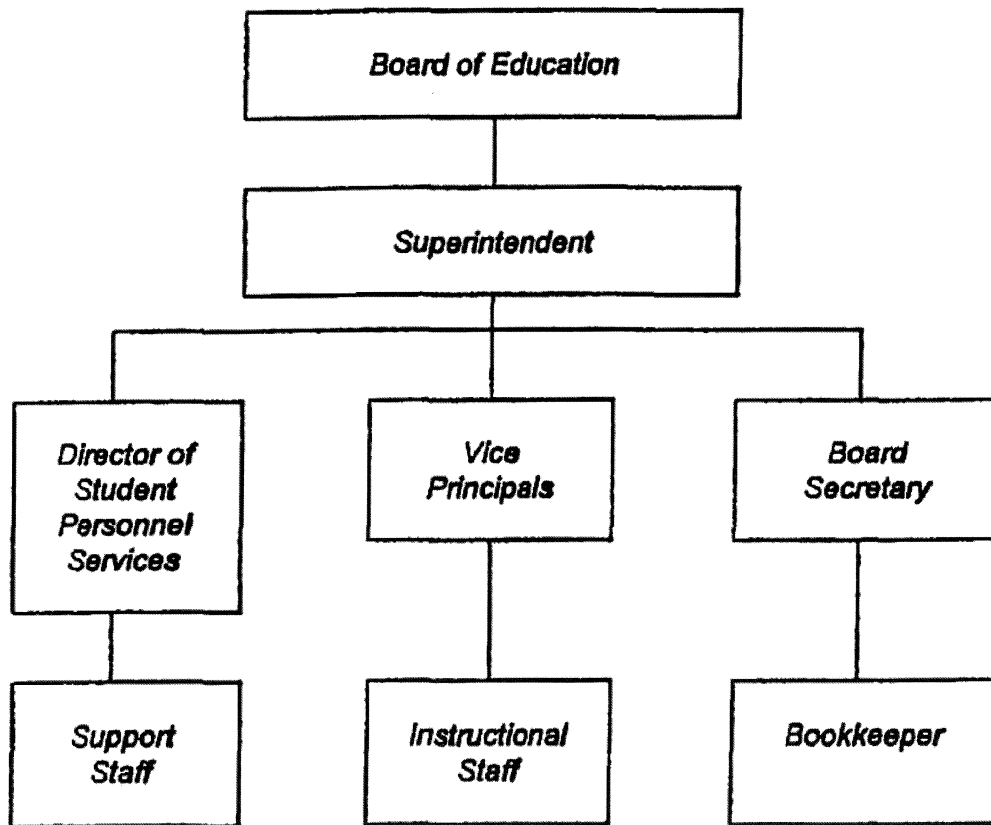 Board of Education
Superintendent
Director of
Student
Personnel
Services
Vice
Principals
Board
Secretary
Support
Staff
Instructional
Staff
Bookkeeper